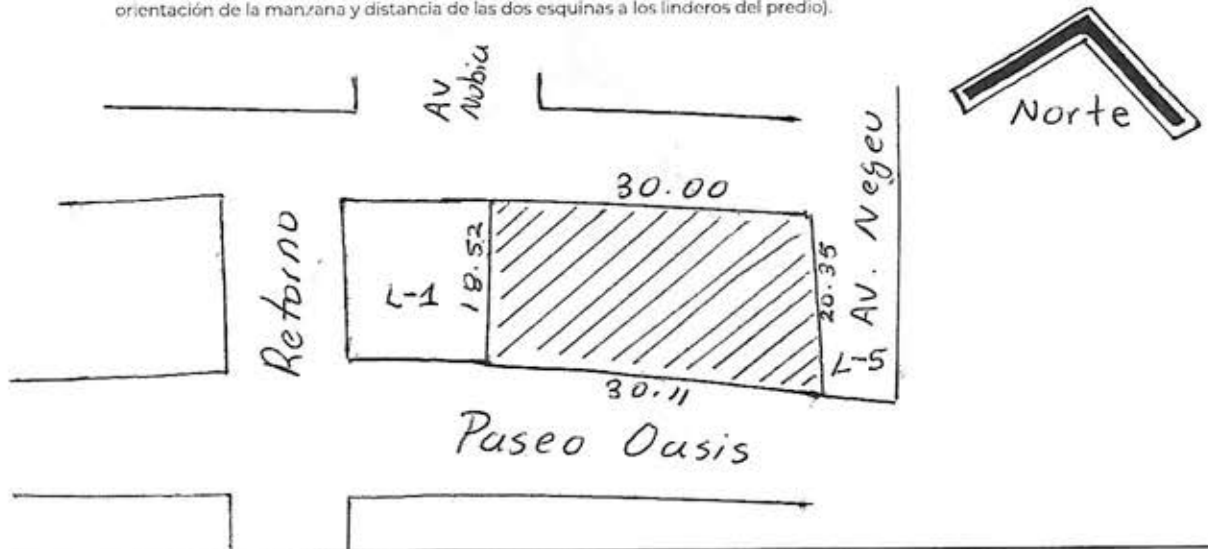 orientación de la manzana y distancia de las dos esquinas a los linderos del predio).
Av
Nubia
Norte
30.00
Av. Negev
Retorno
L-1
18.52
20.35
L-5
30.11
Paseo Oasis